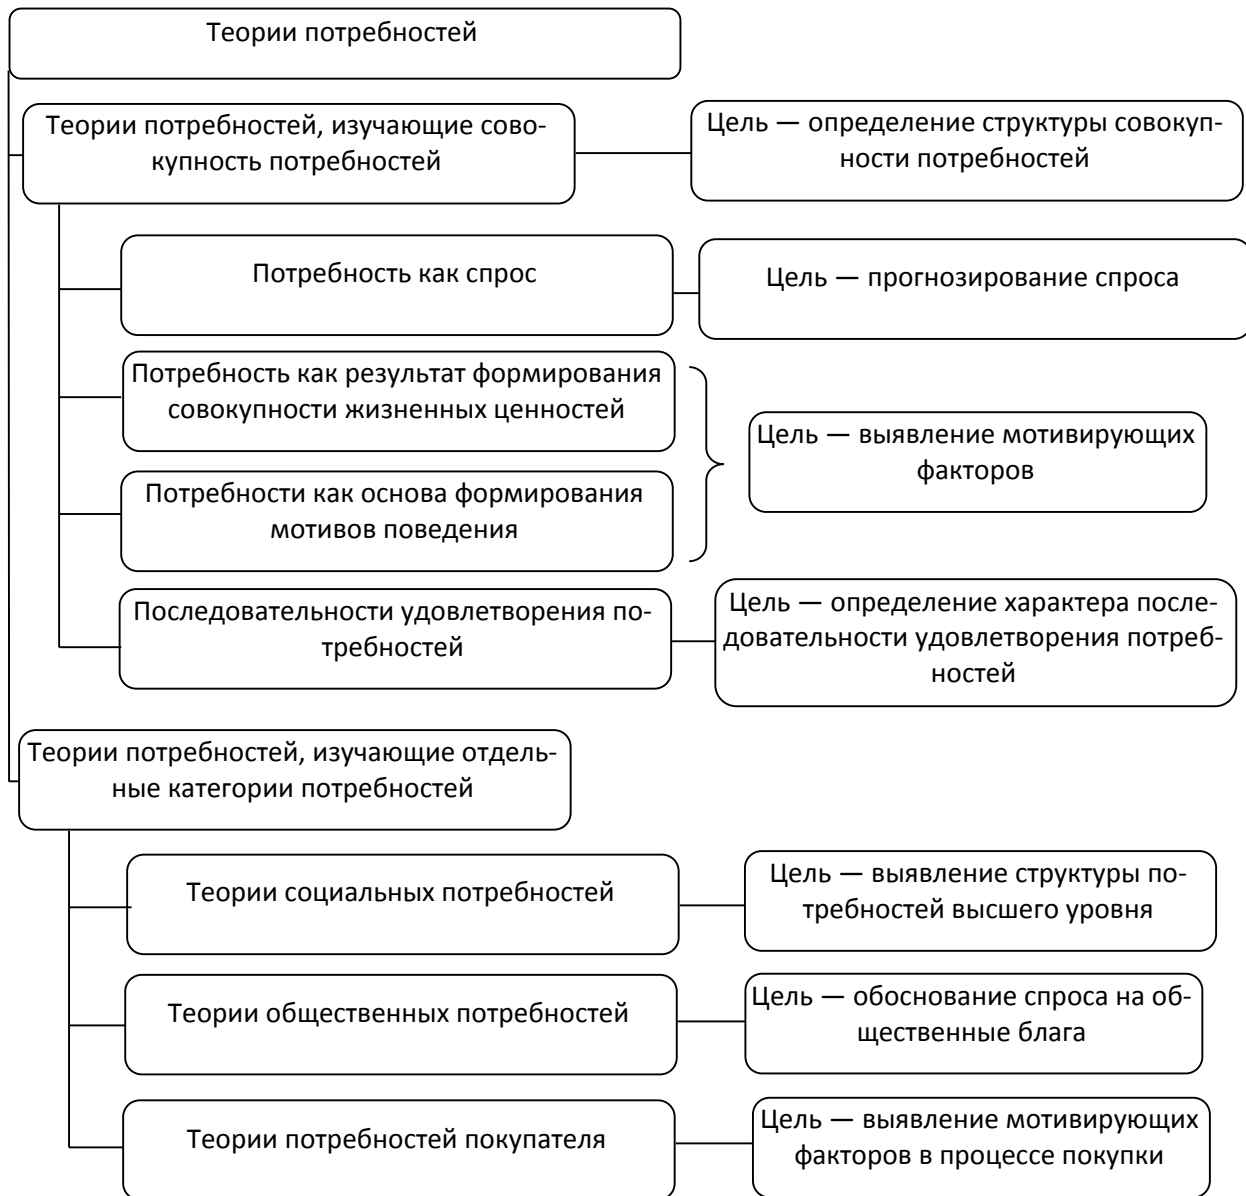 Теории потребностей
Теории потребностей, изучающие сово-
купность потребностей
Цель — определение структуры совокуп-
ности потребностей
Потребность как спрос
Цель — прогнозирование спроса
Потребность как результат формирования
совокупности жизненных ценностей
Цель — выявление мотивирующих
факторов
Потребности как основа формирования
мотивов поведения
Последовательности удовлетворения по-
требностей
Цель — определение характера после-
довательности удовлетворения потреб-
ностей
Теории потребностей, изучающие отдель-
ные категории потребностей
Теории социальных потребностей
Цель — выявление структуры по-
требностей высшего уровня
Теории общественных потребностей
Цель — обоснование спроса на об-
щественные блага
Теории потребностей покупателя
Цель — выявление мотивирующих
факторов в процессе покупки